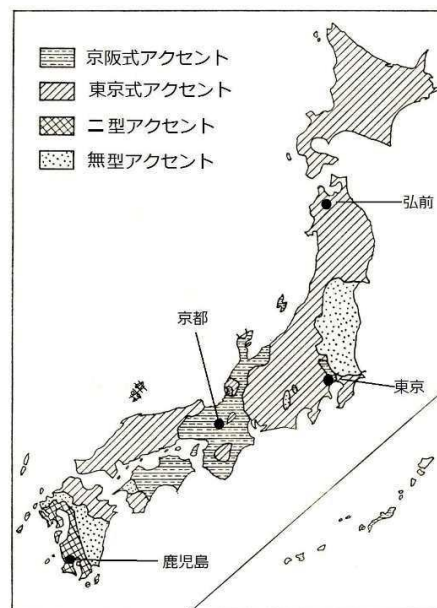 京阪式アクセント
東京式アクセント
二型アクセント
無型アクセント
弘前
京都
東京
鹿児島